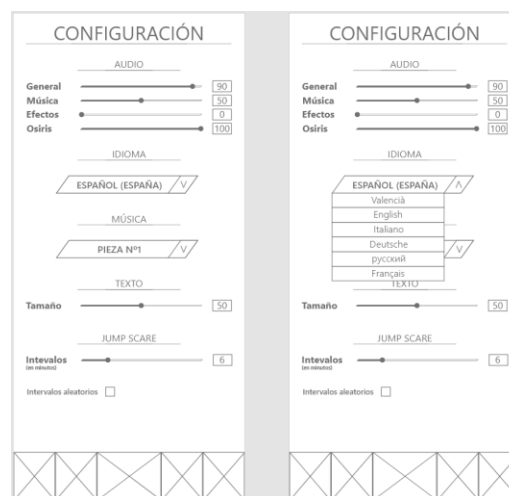 CONFIGURACIÓN
AUDIO
General 90
Música 50
Efectos 0
Osiris 100
IDIOMA
ESPAÑOL (ESPAÑA) V
MÚSICA
PIEZA Nº1 V
TEXTO
Tamaño 50
JUMP SCARE
Intevalos 6
(en minutos)
Intervalos aleatorios
CONFIGURACIÓN
AUDIO
General 90
Música 50
Efectos 0
Osiris 100
IDIOMA
ESPAÑOL (ESPAÑA) V
Valencià
English
Italiano
Deutsche
русский
Français
V
TEXTO
Tamaño 50
JUMP SCARE
Intevalos 6
(en minutos)
Intervalos aleatorios